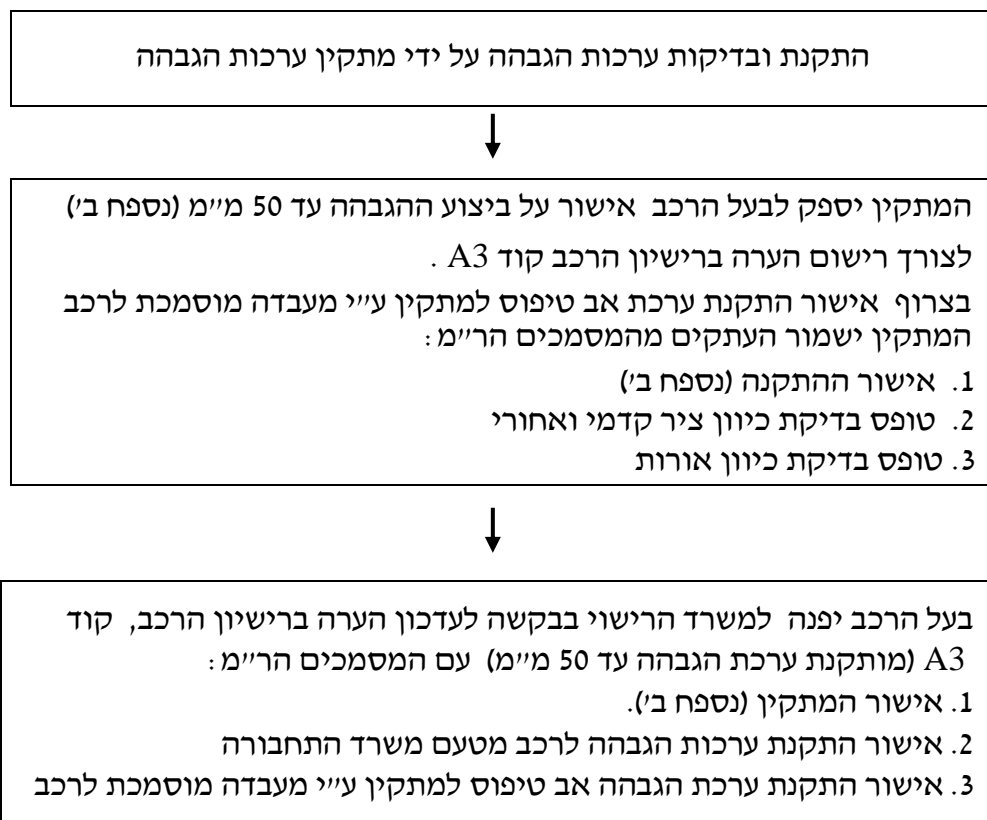 התקנת ובדיקות ערכות הגבהה על ידי מתקין ערכות הגבהה
המתקין יספק לבעל הרכב אישור על ביצוע ההגבהה עד 50 מ״מ (נספח ב׳)
לצורך רישום הערה ברישיון הרכב קוד A3 .
בצרוף אישור התקנת ערכת אב טיפוס למתקין ע״י מעבדה מוסמכת לרכב
המתקין ישמור העתקים מהמסמכים הר״מ:
1. אישור ההתקנה (נספח ב׳)
2. טופס בדיקת כיוון ציר קדמי ואחורי
3. טופס בדיקת כיוון אורות
בעל הרכב יפנה למשרד הרישוי בבקשה לעדכון הערה ברישיון הרכב, קוד
A3 (מותקנת ערכת הגבהה עד 50 מ״מ) עם המסמכים הר״מ:
1. אישור המתקין (נספח ב׳).
2. אישור התקנת ערכות הגבהה לרכב מטעם משרד התחבורה
3. אישור התקנת ערכת הגבהה אב טיפוס למתקין ע״י מעבדה מוסמכת לרכב